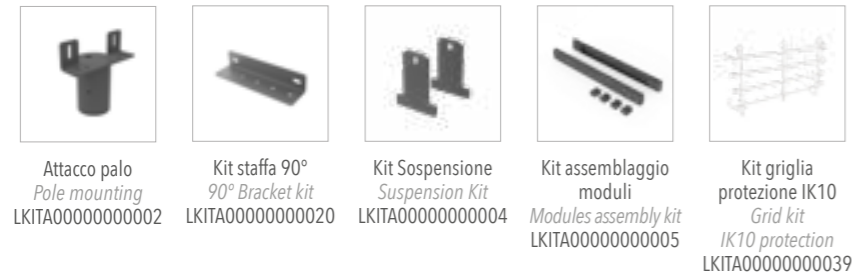 Attacco palo
Pole mounting
LKITA00000000002
Kit staffa 90°
90° Bracket kit
LKITA00000000020
Kit Sospensione
Suspension Kit
LKITA00000000004
Kit assemblaggio
moduli
Modules assembly kit
LKITA00000000005
Kit griglia
protezione IK10
Grid kit
IK10 protection
LKITA00000000039